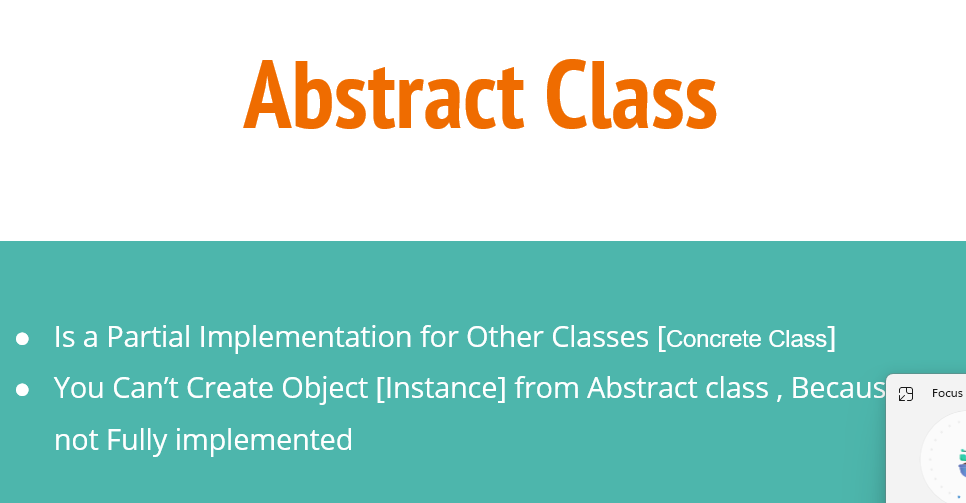 Abstract Class
Is a Partial Implementation for Other Classes [Concrete Class]
You Can’t Create Object [Instance] from Abstract class , Becaus
not Fully implemented
Focus